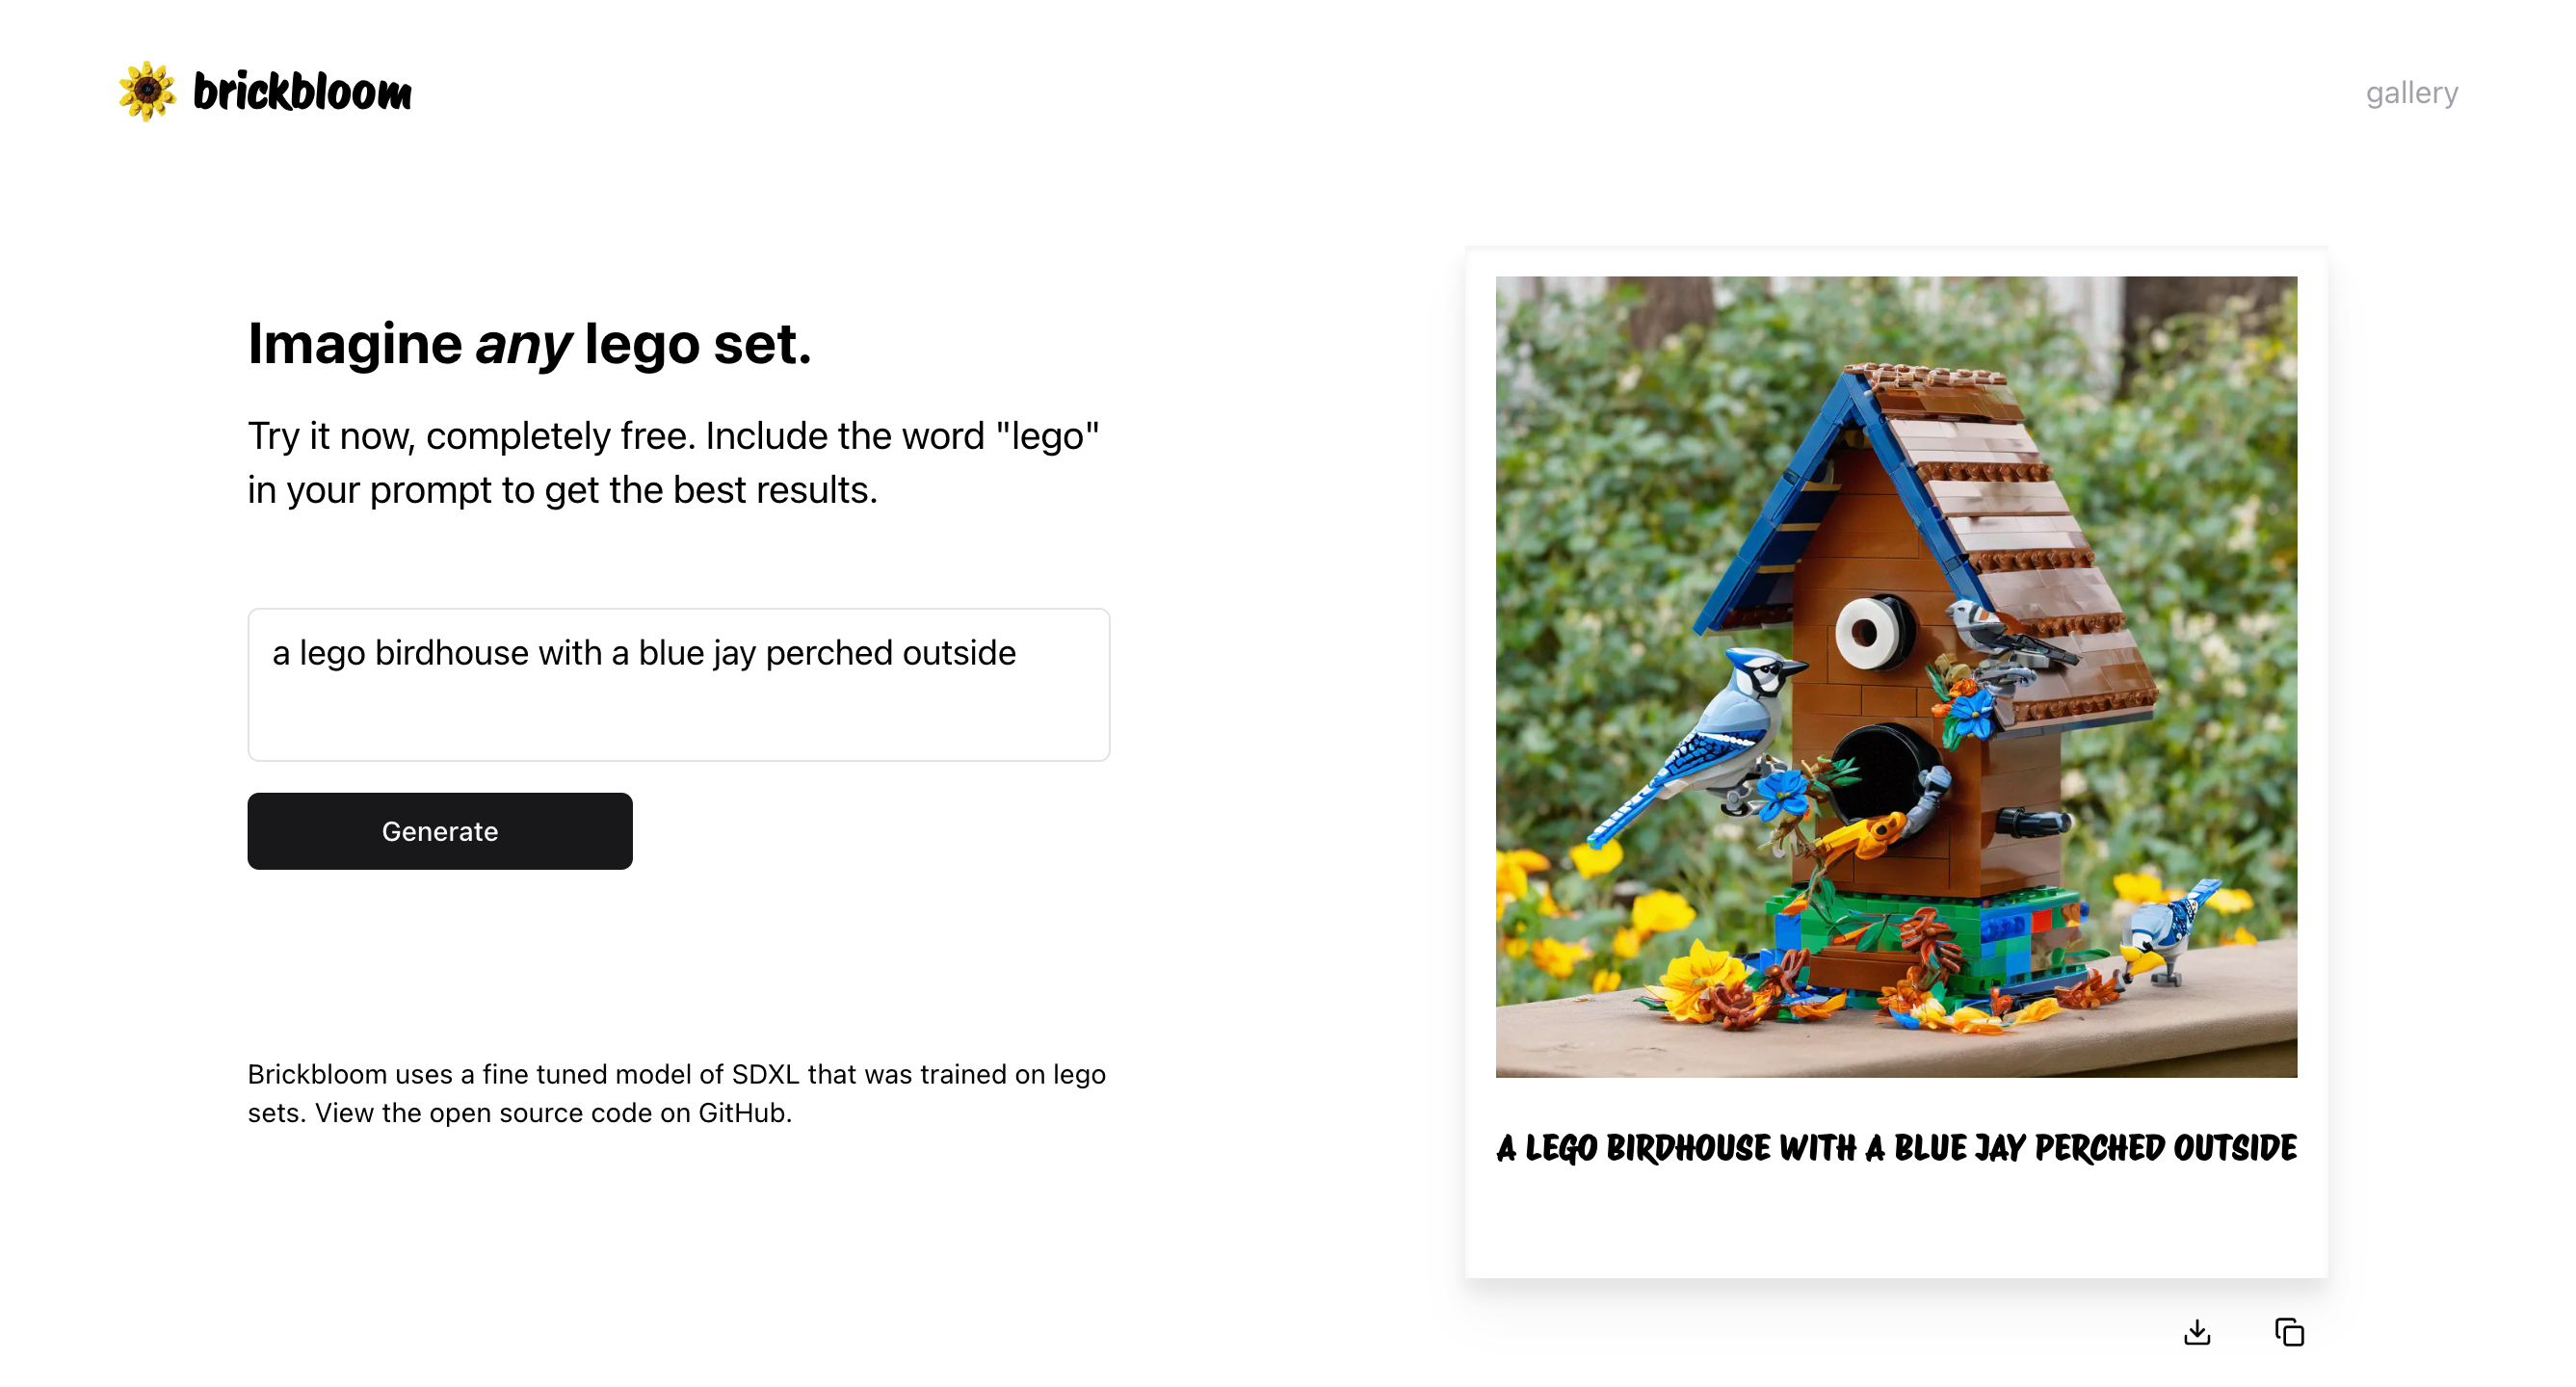 brickbloom
gallery
Imagine any lego set.
Try it now, completely free. Include the word "lego"
in your prompt to get the best results.
a lego birdhouse with a blue jay perched outside
Generate
Brickbloom uses a fine tuned model of SDXL that was trained on lego
sets. View the open source code on GitHub.
A LEGO BIRDHOUSE WITH A BLUE JAY PERCHED OUTSIDE